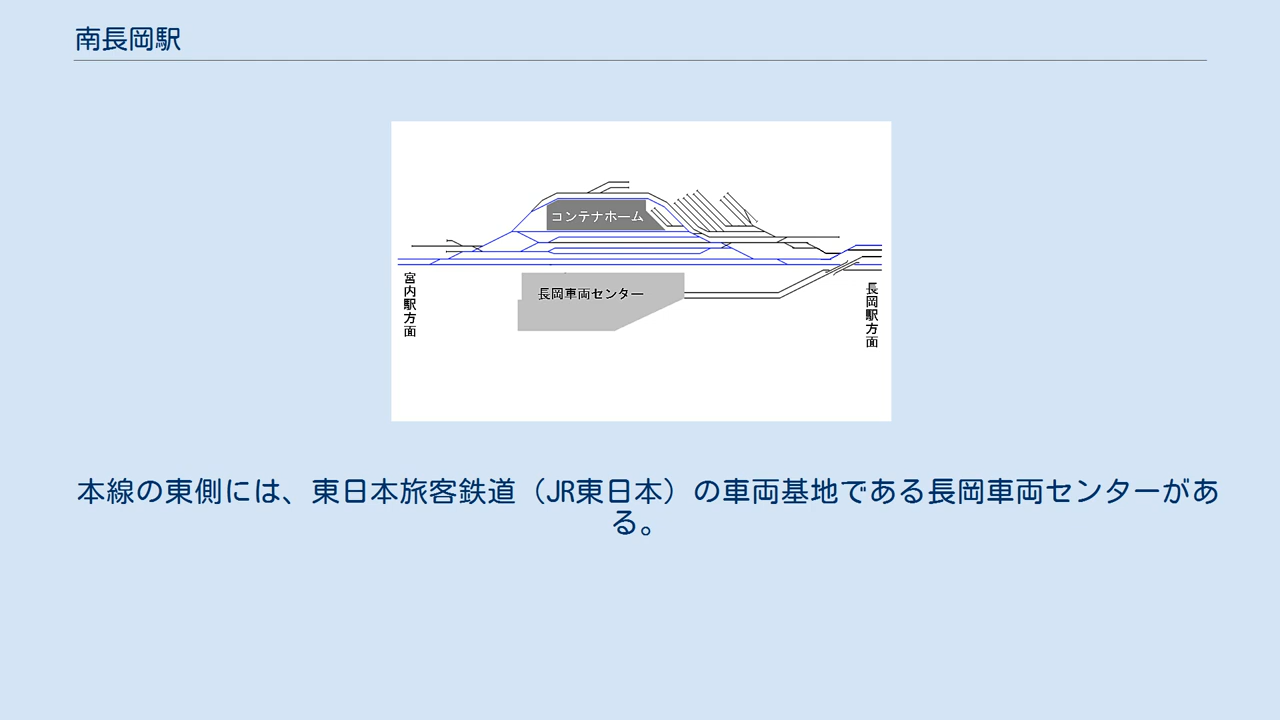 南長岡駅
コンテナホーム
長岡車両センター
宮内駅方面
長岡駅方面
本線の東側には、東日本旅客鉄道（JR東日本）の車両基地である長岡車両センターがあ
る。